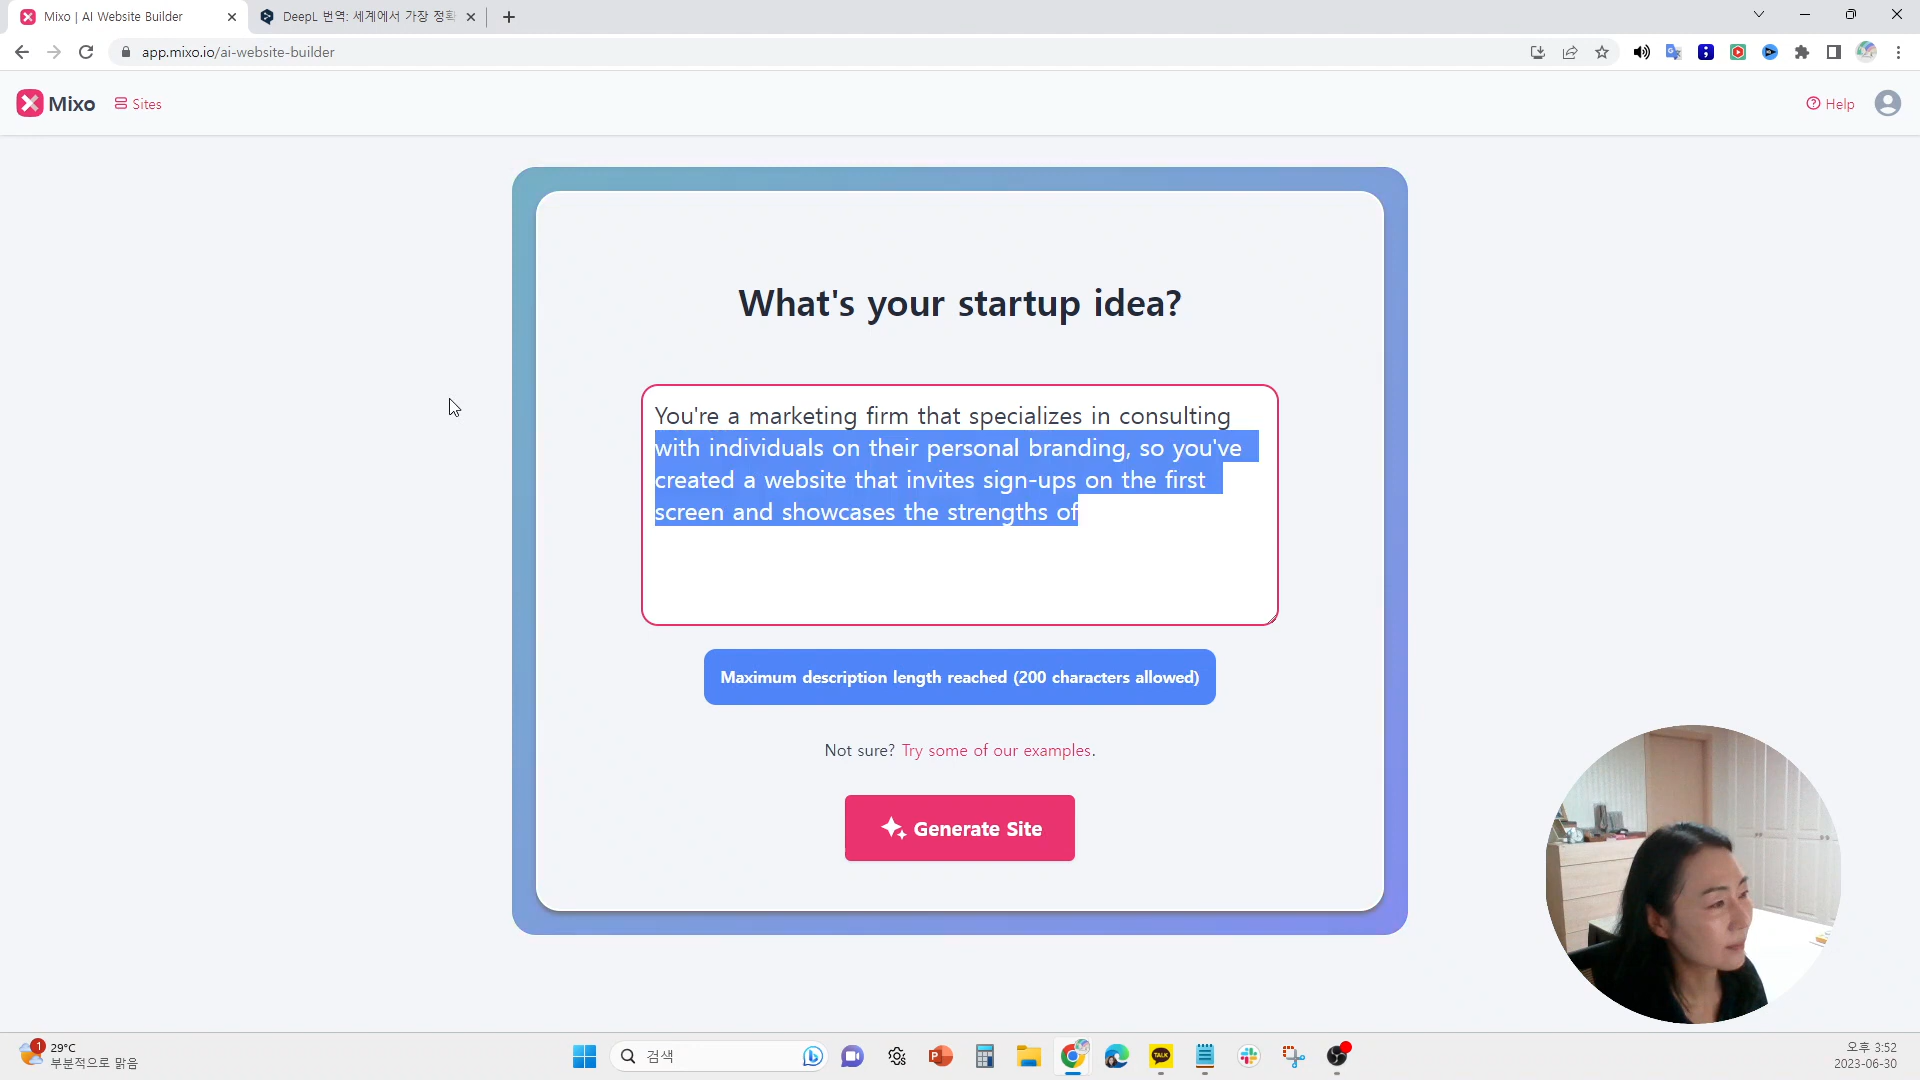 Mixo | AI Website Builder
DeepL 번역: 세계에서 가장 정확
app.mixo.io/ai-website-builder
Mixo
Sites
Help
What's your startup idea?
You're a marketing firm that specializes in consulting
with individuals on their personal branding, so you've
created a website that invites sign-ups on the first
screen and showcases the strengths of
Maximum description length reached (200 characters allowed)
Not sure? Try some of our examples.
Generate Site
1
29°C
부분적으로 맑음
검색
TALK
오후 3:52
2023-06-30